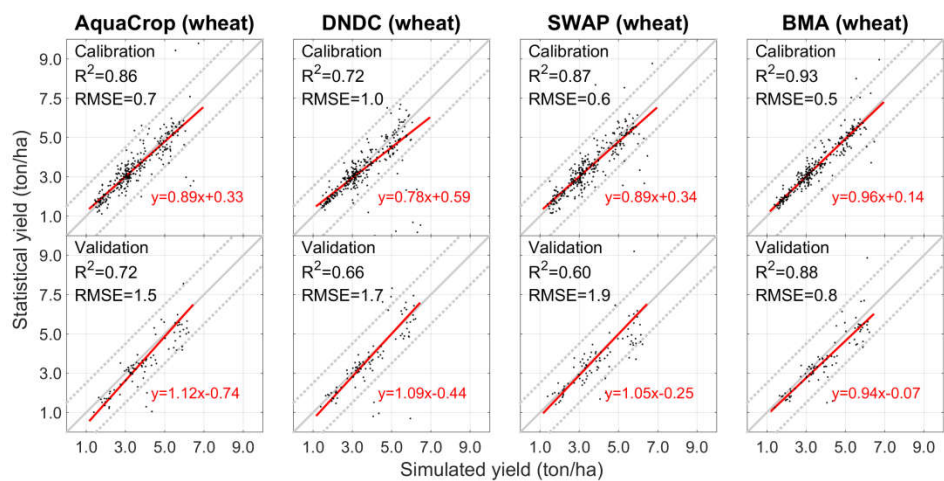 AquaCrop (wheat)
DNDC (wheat)
SWAP (wheat)
BMA (wheat)
Statistical yield (ton/ha)
9.0
7.5
5.0
3.0
1.0
Calibration
R²=0.86
RMSE=0.7
y=0.89x+0.33
Calibration
R²=0.72
RMSE=1.0
y=0.78x+0.59
Calibration
R²=0.87
RMSE=0.6
y=0.89x+0.34
Calibration
R²=0.93
RMSE=0.5
y=0.96x+0.14
9.0
7.5
5.0
3.0
1.0
Validation
R²=0.72
RMSE=1.5
y=1.12x-0.74
Validation
R²=0.66
RMSE=1.7
y=1.09x-0.44
Validation
R²=0.60
RMSE=1.9
y=1.05x-0.25
Validation
R²=0.88
RMSE=0.8
y=0.94x-0.07
1.0 3.0 5.0 7.0 9.0
1.0 3.0 5.0 7.0 9.0
1.0 3.0 5.0 7.0 9.0
1.0 3.0 5.0 7.0 9.0
Simulated yield (ton/ha)